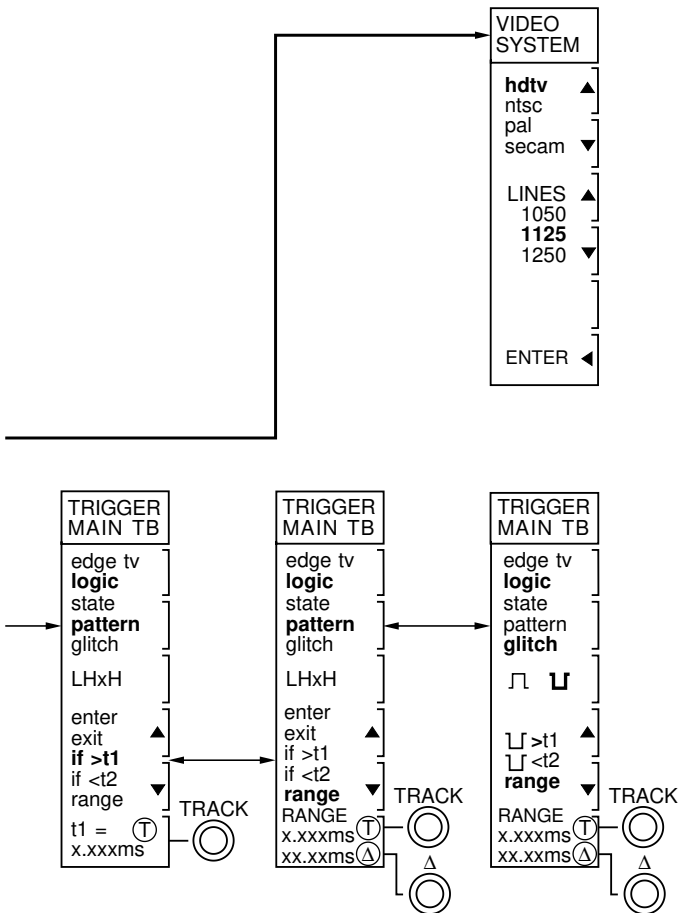 VIDEO
SYSTEM
hdtv
ntsc
pal
secam
LINES
1050
1125
1250
ENTER
TRIGGER
MAIN TB
edge tv
logic
state
pattern
glitch
LHxH
enter
exit
if >t1
if <t2
range
t1 = T
x.xxxms
TRACK
TRIGGER
MAIN TB
edge tv
logic
state
pattern
glitch
LHxH
enter
exit
if >t1
if <t2
range
RANGE
x.xxxms T
xx.xxms Δ
TRACK
Δ
TRIGGER
MAIN TB
edge tv
logic
state
pattern
glitch
>t1
<t2
range
RANGE
x.xxxms T
xx.xxms Δ
TRACK
Δ